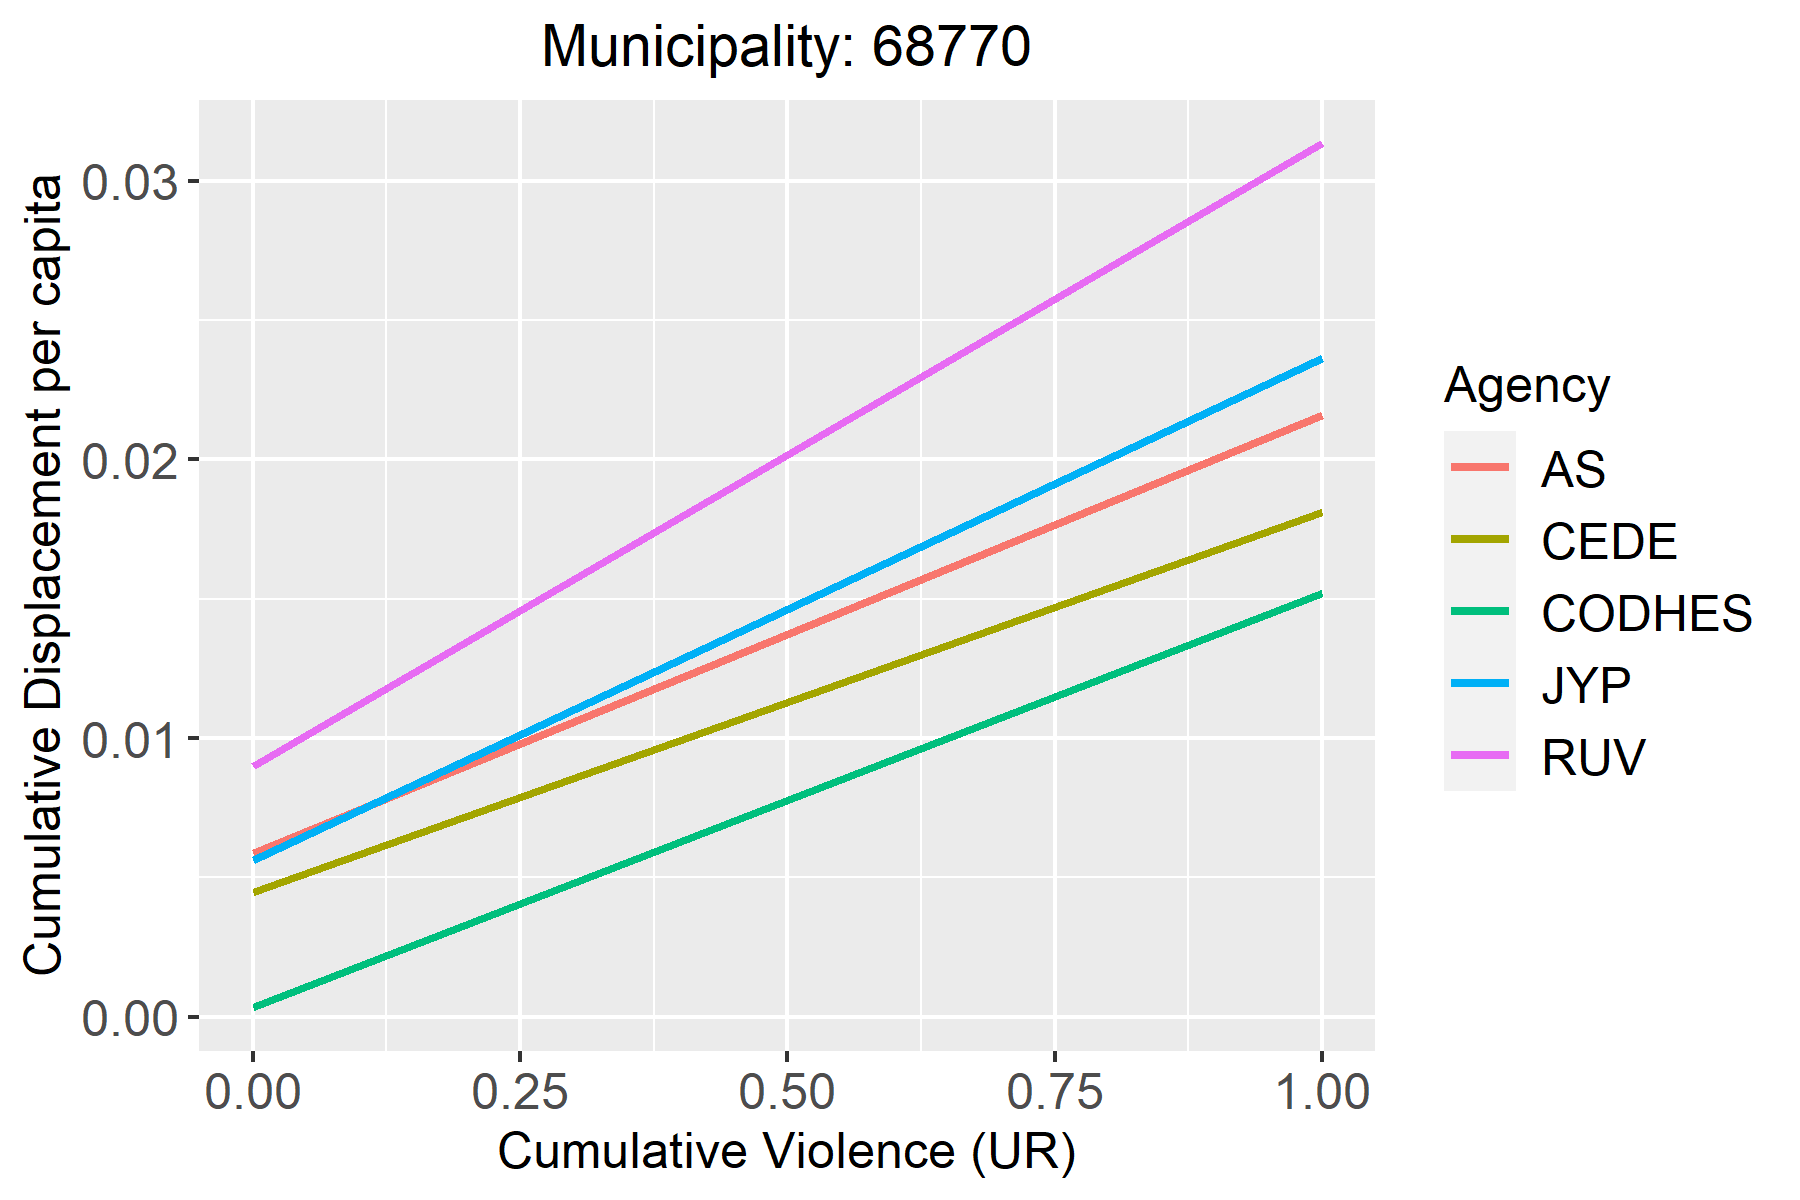 Municipality: 68770
Cumulative Displacement per capita
0.03
0.02
0.01
0.00
0.00 0.25 0.50 0.75 1.00
Cumulative Violence (UR)
Agency
AS
CEDE
CODHES
JYP
RUV